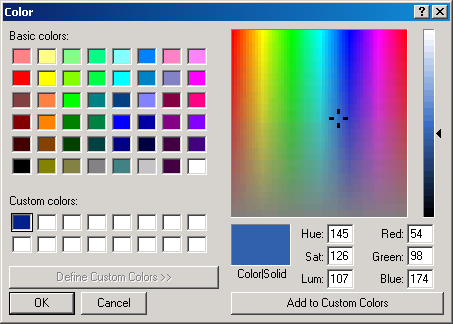 Color
Basic colors:
Custom colors:
Define Custom Colors >>
OK
Cancel
Color|Solid
Hue: 145
Sat: 126
Lum: 107
Red: 54
Green: 98
Blue: 174
Add to Custom Colors